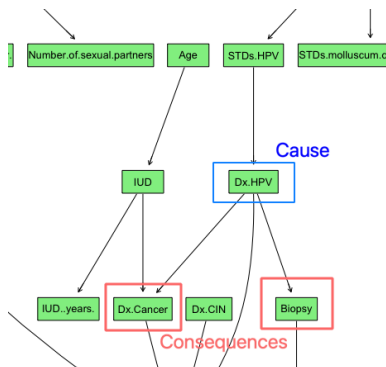 r.
Number.of.sexual.partners
Age
STDs.HPV
STDs.molluscum.c
Cause
IUD
Dx.HPV
IUD..years.
Dx.Cancer
Dx.CIN
Biopsy
Consequences